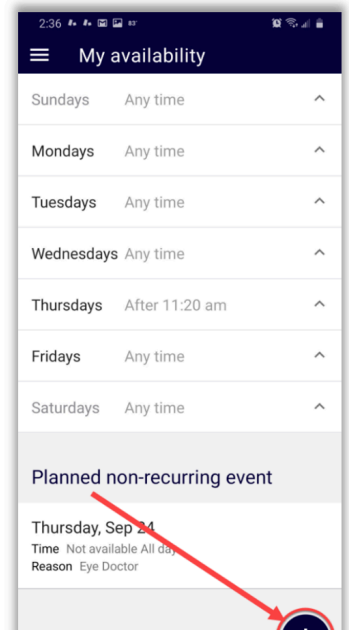 2:36 83°
My availability
Sundays Any time
Mondays Any time
Tuesdays Any time
Wednesdays Any time
Thursdays After 11:20 am
Fridays Any time
Saturdays Any time
Planned non-recurring event
Thursday, Sep 24
Time Not available All day
Reason Eye Doctor